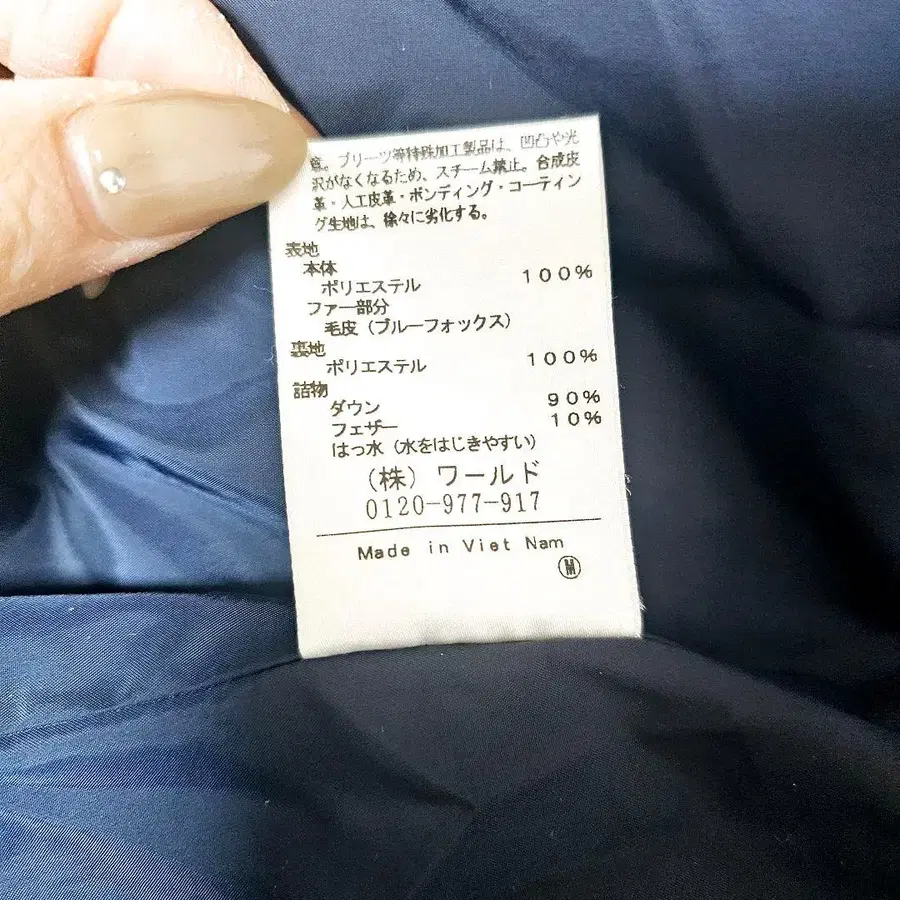 意。プリーツ等特殊加工製品は、凹凸や光
沢がなくなるため、スチーム禁止。合成皮
革・人工皮革・ボンディング・コーティン
グ生地は、徐々に劣化する。
表地
本体
ポリエステル 100%
ファー部分
毛皮(ブルーフォックス)
裏地
ポリエステル 100%
詰物
ダウン 90%
フェザー 10%
はっ水(水をはじきやすい)
(株)ワールド
0120-977-917
Made in Viet Nam
M